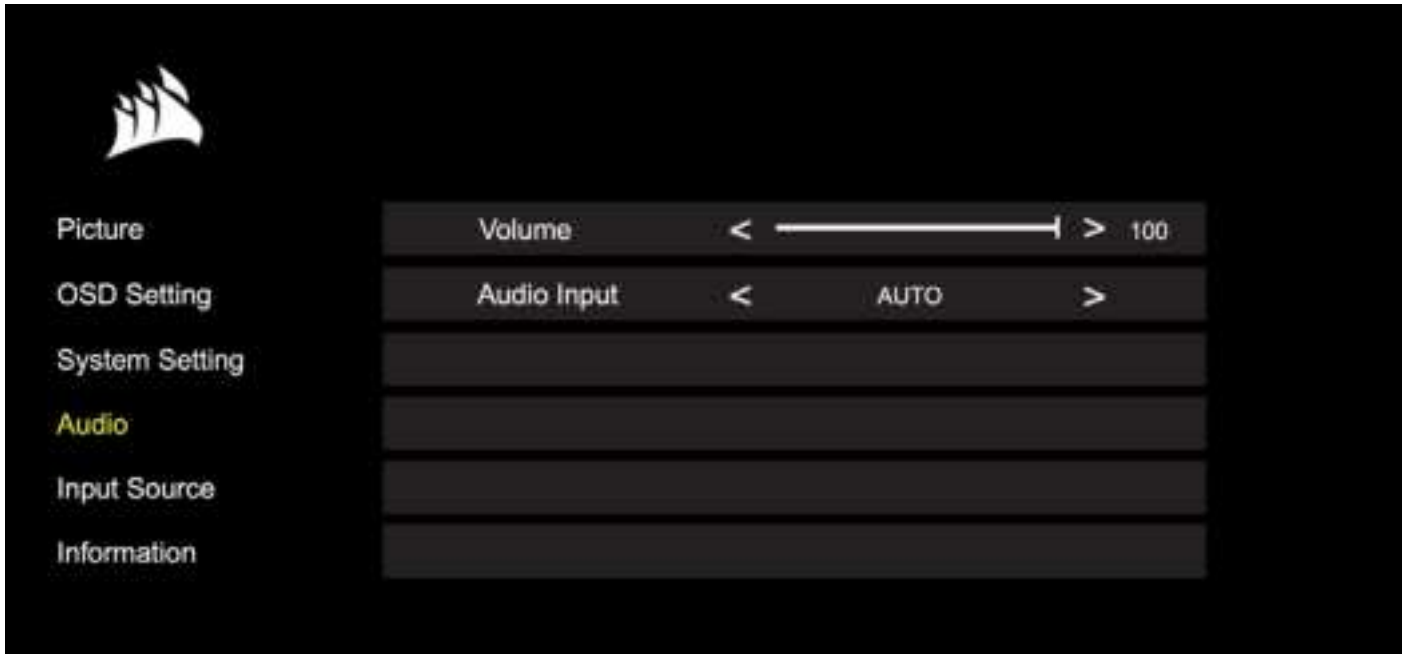 Picture
Volume < > 100
OSD Setting
Audio Input < AUTO >
System Setting
Audio
Input Source
Information